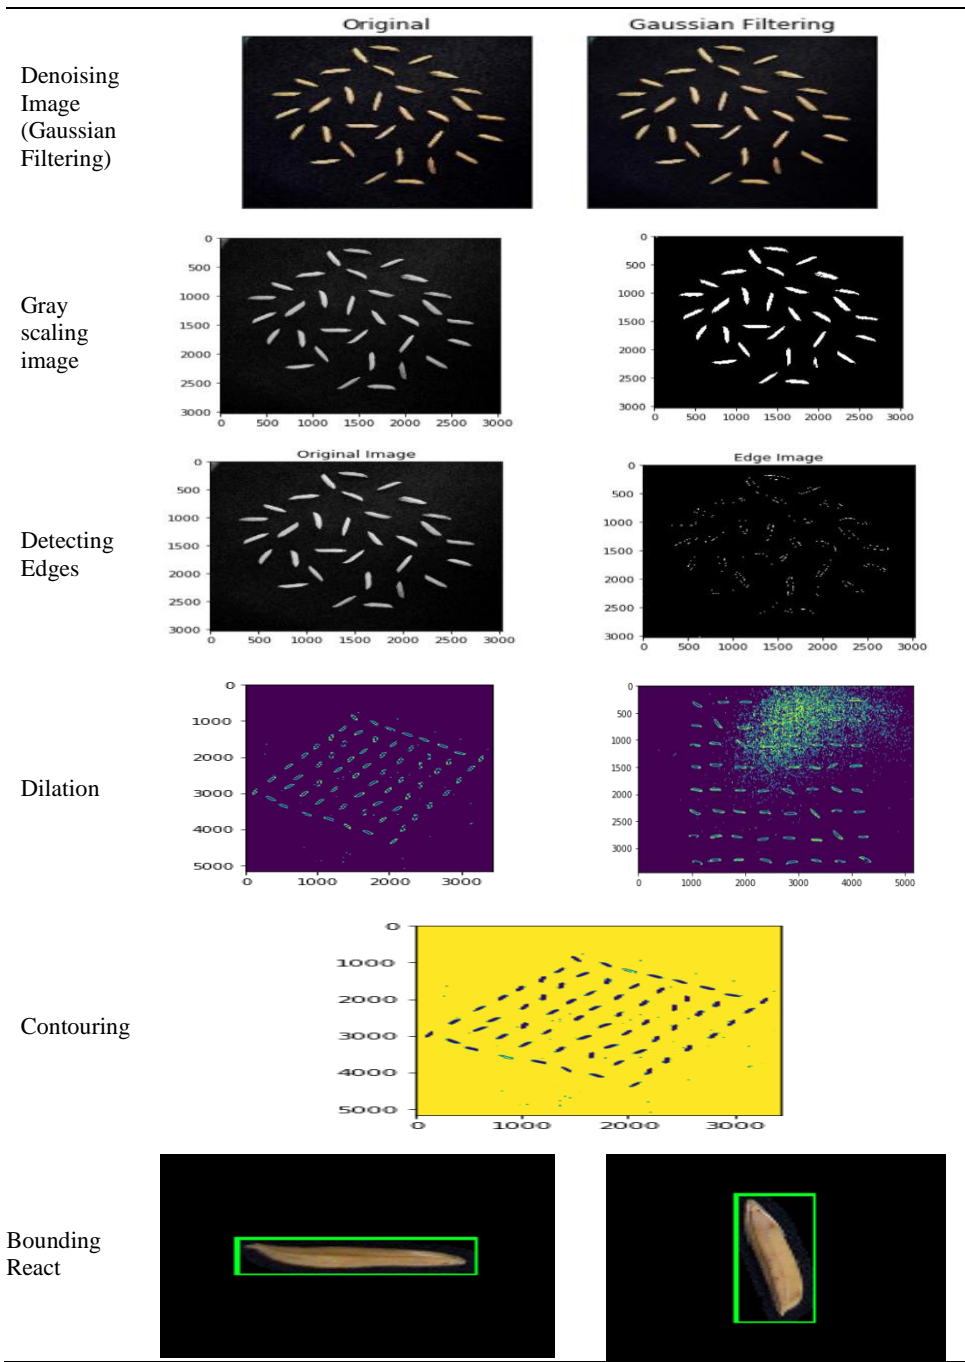 Original
Gaussian Filtering
Denoising
Image
(Gaussian
Filtering)
0
500
1000
1500
2000
2500
3000
0 500 1000 1500 2000 2500 3000
0
500
1000
1500
2000
2500
3000
0 500 1000 1500 2000 2500 3000
Gray
scaling
image
Original Image
0
500
1000
1500
2000
2500
3000
0 500 1000 1500 2000 2500 3000
Edge Image
0
500
1000
1500
2000
2500
3000
0 500 1000 1500 2000 2500 3000
Detecting
Edges
0
1000
2000
3000
4000
5000
0 1000 2000 3000
0
500
1000
1500
2000
2500
3000
0 1000 2000 3000 4000 5000
Dilation
0
1000
2000
3000
4000
5000
0 1000 2000 3000
Contouring
Bounding
React